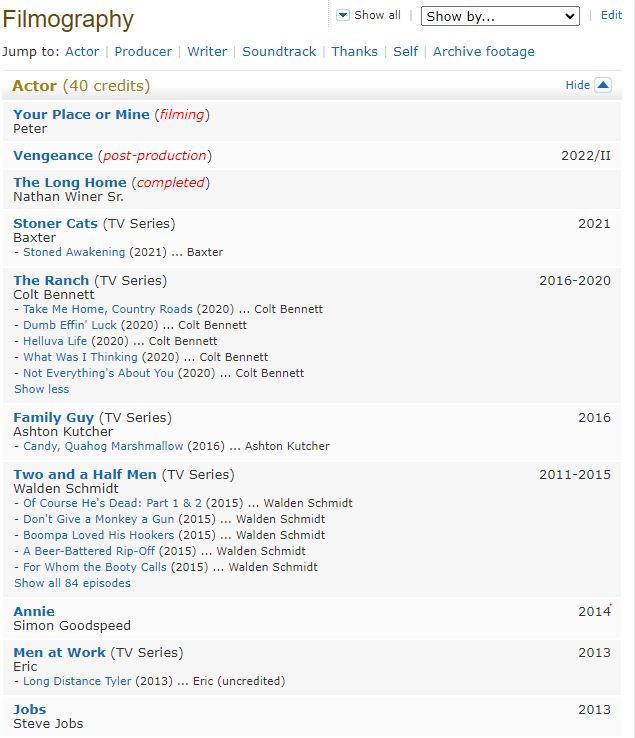 Filmography
Show all | Show by... | Edit
Jump to: Actor | Producer | Writer | Soundtrack | Thanks | Self | Archive footage
Actor (40 credits) Hide
Your Place or Mine (filming)
Peter
Vengeance (post-production) 2022/II
The Long Home (completed)
Nathan Winer Sr.
Stoner Cats (TV Series) 2021
Baxter
- Stoned Awakening (2021) ... Baxter
The Ranch (TV Series) 2016-2020
Colt Bennett
- Take Me Home, Country Roads (2020) ... Colt Bennett
- Dumb Effin' Luck (2020) ... Colt Bennett
- Helluva Life (2020) ... Colt Bennett
- What Was I Thinking (2020) ... Colt Bennett
- Not Everything's About You (2020) ... Colt Bennett
Show less
Family Guy (TV Series) 2016
Ashton Kutcher
- Candy, Quahog Marshmallow (2016) ... Ashton Kutcher
Two and a Half Men (TV Series) 2011-2015
Walden Schmidt
- Of Course He's Dead: Part 1 & 2 (2015) ... Walden Schmidt
- Don't Give a Monkey a Gun (2015) ... Walden Schmidt
- Boompa Loved His Hookers (2015) ... Walden Schmidt
- A Beer-Battered Rip-Off (2015) ... Walden Schmidt
- For Whom the Booty Calls (2015) ... Walden Schmidt
Show all 84 episodes
Annie 2014
Simon Goodspeed
Men at Work (TV Series) 2013
Eric
- Long Distance Tyler (2013) ... Eric (uncredited)
Jobs 2013
Steve Jobs